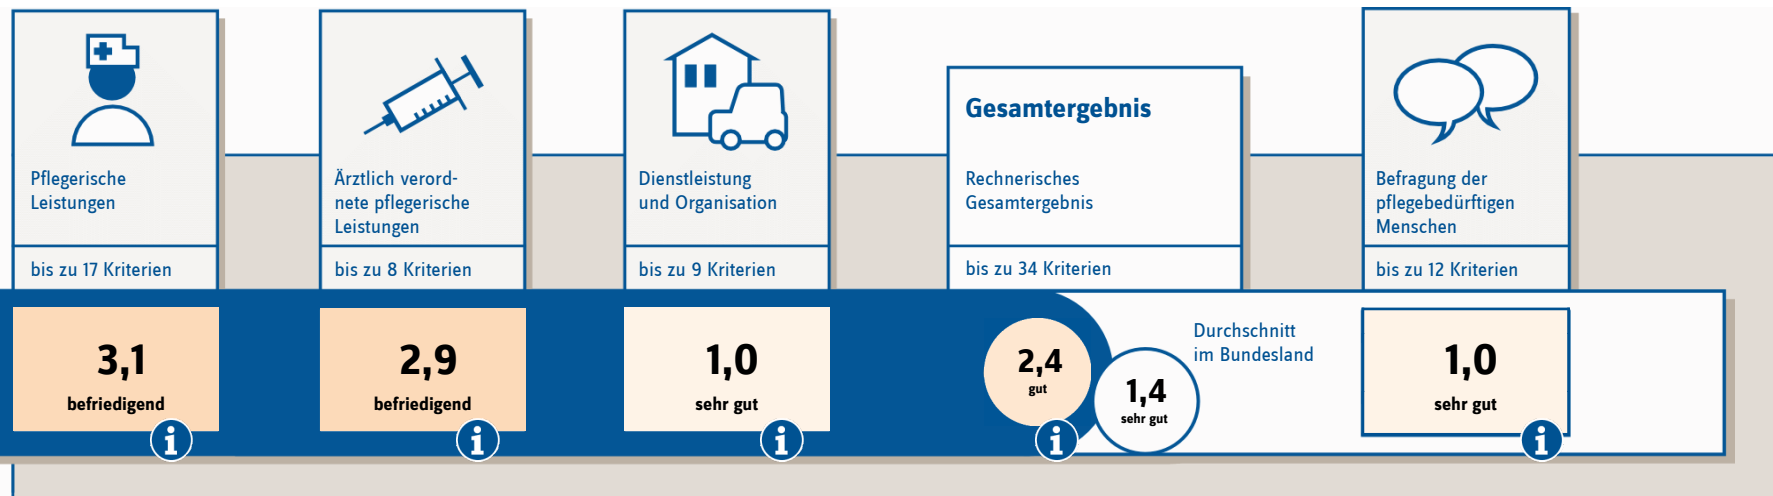 Pflegerische
Leistungen
bis zu 17 Kriterien
3,1
befriedigend
i
Ärztlich verord-
nete pflegerische
Leistungen
bis zu 8 Kriterien
2,9
befriedigend
i
Dienstleistung
und Organisation
bis zu 9 Kriterien
1,0
sehr gut
i
Gesamtergebnis
Rechnerisches
Gesamtergebnis
bis zu 34 Kriterien
2,4
gut
i
1,4
sehr gut
Durchschnitt
im Bundesland
Befragung der
pflegebedürftigen
Menschen
bis zu 12 Kriterien
1,0
sehr gut
i